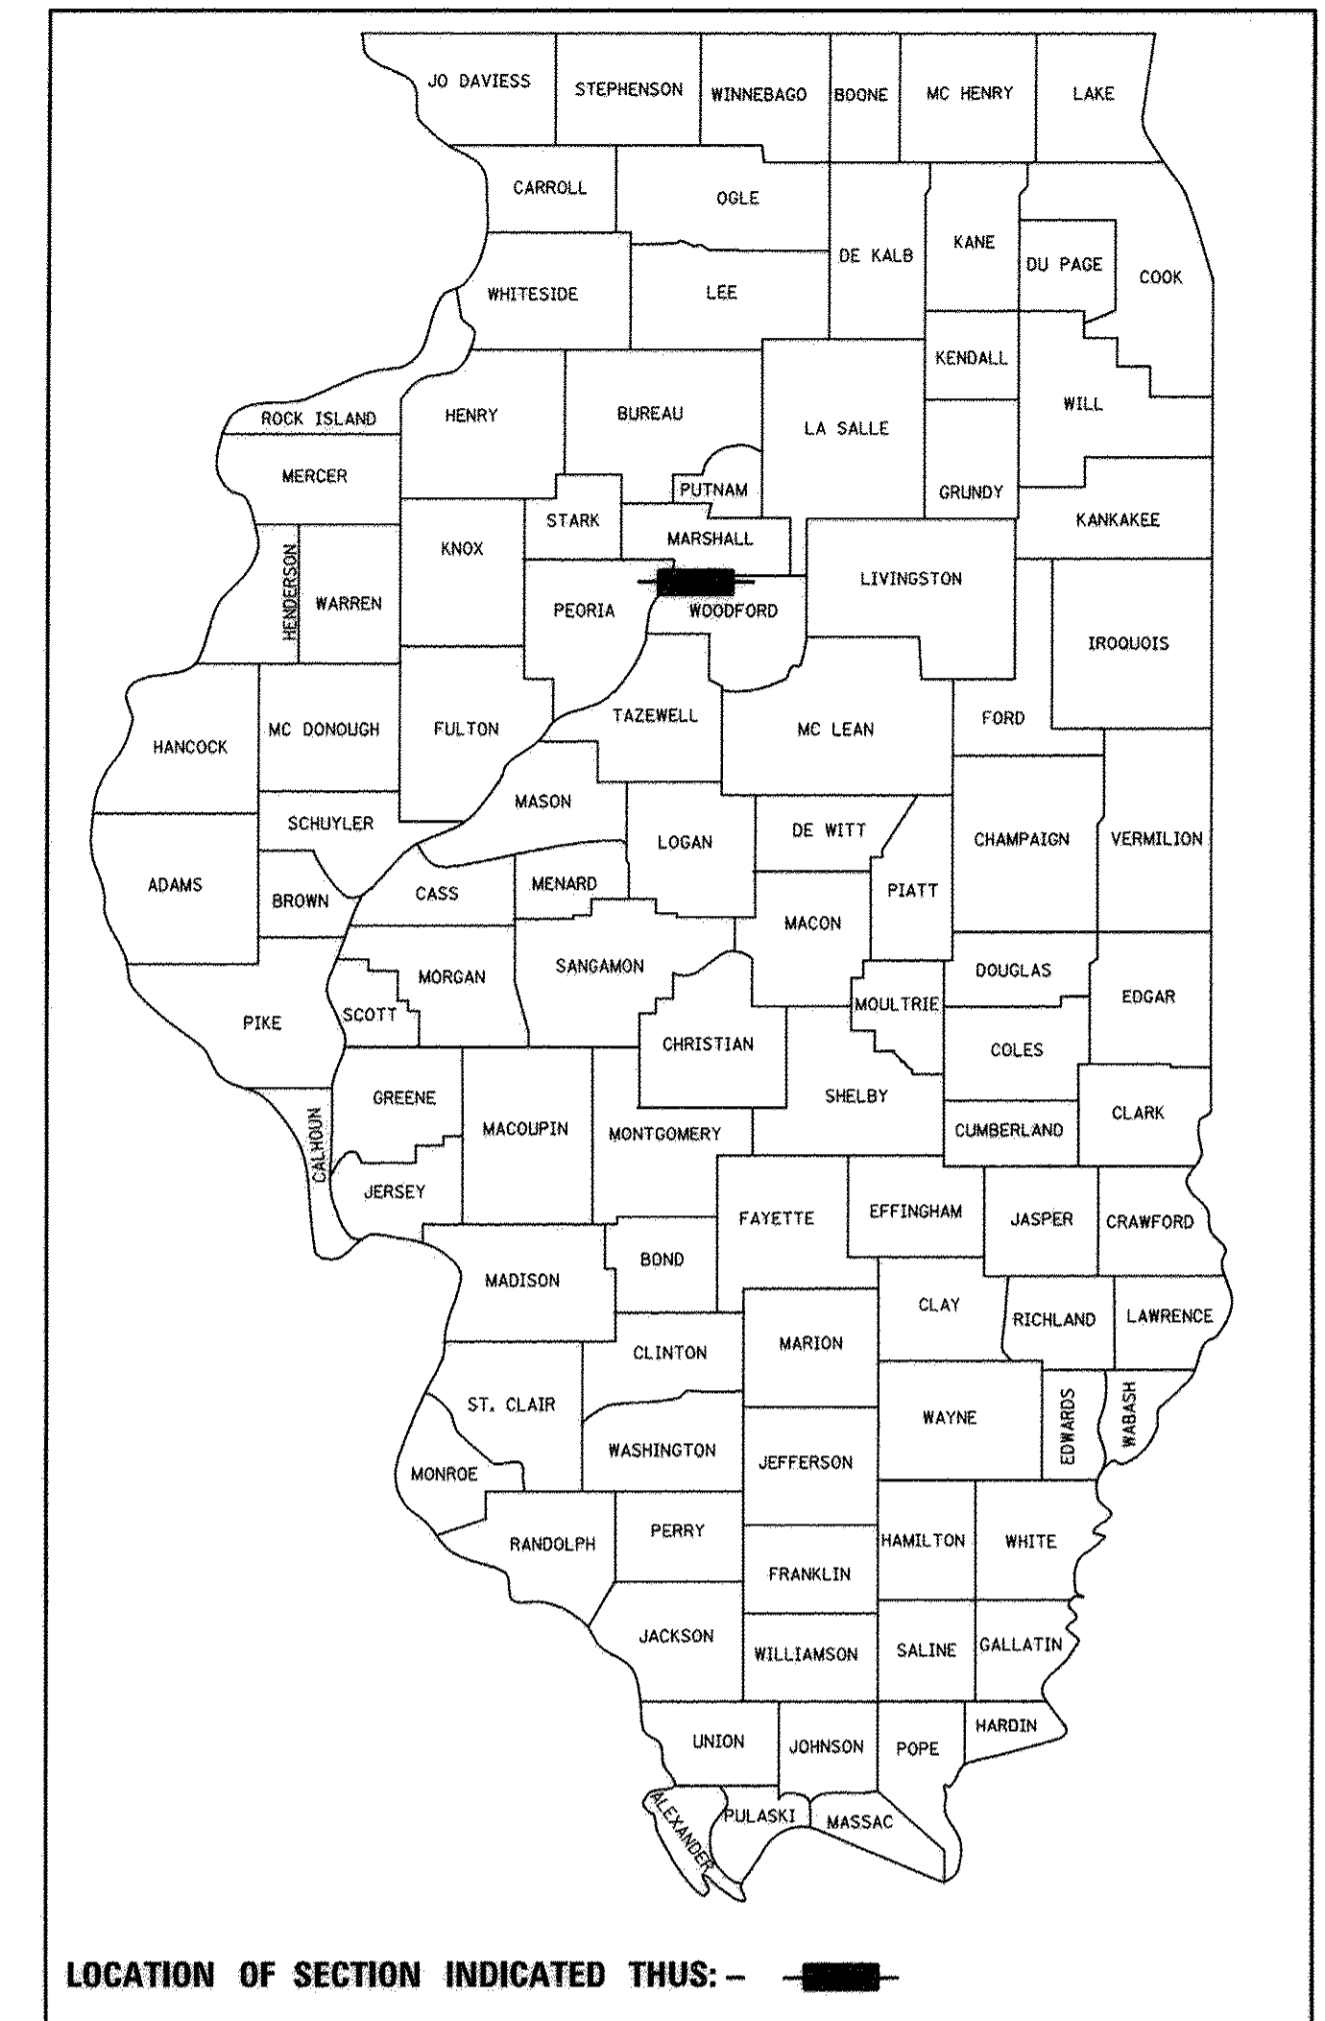 JO DAVIESS
STEPHENSON
WINNEBAGO
BOONE
MC HENRY
LAKE
CARROLL
OGLE
DE KALB
KANE
DU PAGE
COOK
WHITESIDE
LEE
KENDALL
ROCK ISLAND
HENRY
BUREAU
LA SALLE
WILL
MERCER
PUTNAM
GRUNDY
STARK
KANKAKEE
KNOX
MARSHALL
HENDERSON
WARREN
PEORIA
WOODFORD
LIVINGSTON
IROQUOIS
HANCOCK
MC DONOUGH
FULTON
TAZEWELL
MC LEAN
FORD
MASON
SCHUYLER
LOGAN
DE WITT
CHAMPAIGN
VERMILION
ADAMS
BROWN
CASS
MENARD
PIATT
MACON
MORGAN
SANGAMON
DOUGLAS
EDGAR
PIKE
SCOTT
MOULTRIE
CHRISTIAN
COLES
GREENE
SHELBY
CLARK
CALHOUN
MACOUPIN
MONTGOMERY
CUMBERLAND
JERSEY
FAYETTE
EFFINGHAM
JASPER
CRAWFORD
BOND
MADISON
CLAY
RICHLAND
LAWRENCE
CLINTON
MARION
ST. CLAIR
WAYNE
EDWARDS
WABASH
WASHINGTON
JEFFERSON
MONROE
RANDOLPH
PERRY
HAMILTON
WHITE
FRANKLIN
JACKSON
WILLIAMSON
SALINE
GALLATIN
UNION
JOHNSON
POPE
HARDIN
ALEXANDER
PULASKI
MASSAC
LOCATION OF SECTION INDICATED THUS: –